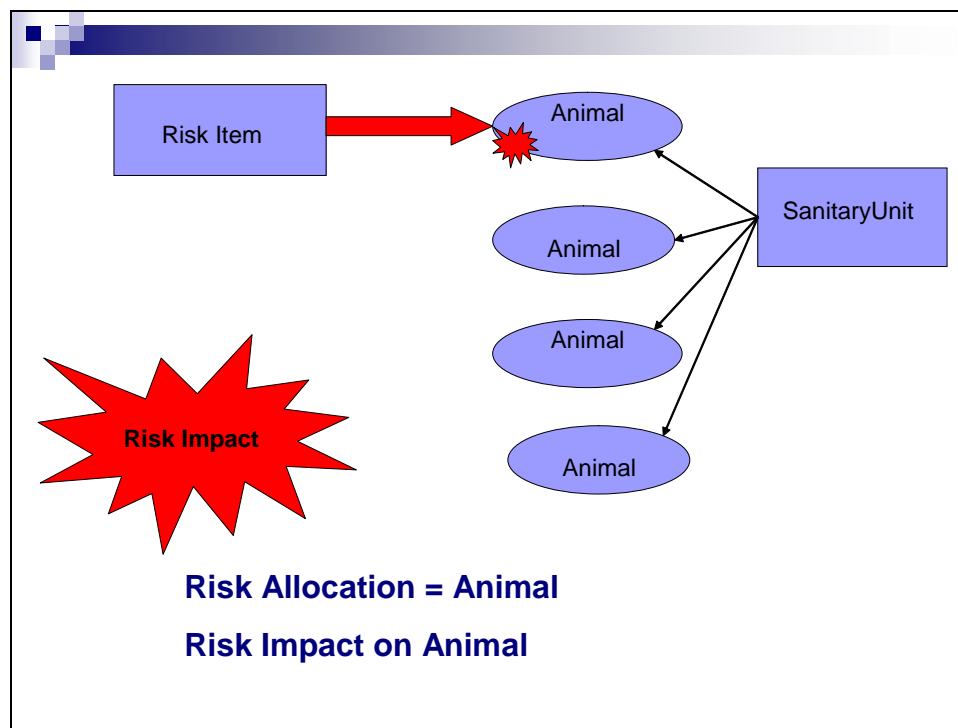 Risk Item
Animal
SanitaryUnit
Animal
Animal
Risk Impact
Animal
Risk Allocation = Animal
Risk Impact on Animal